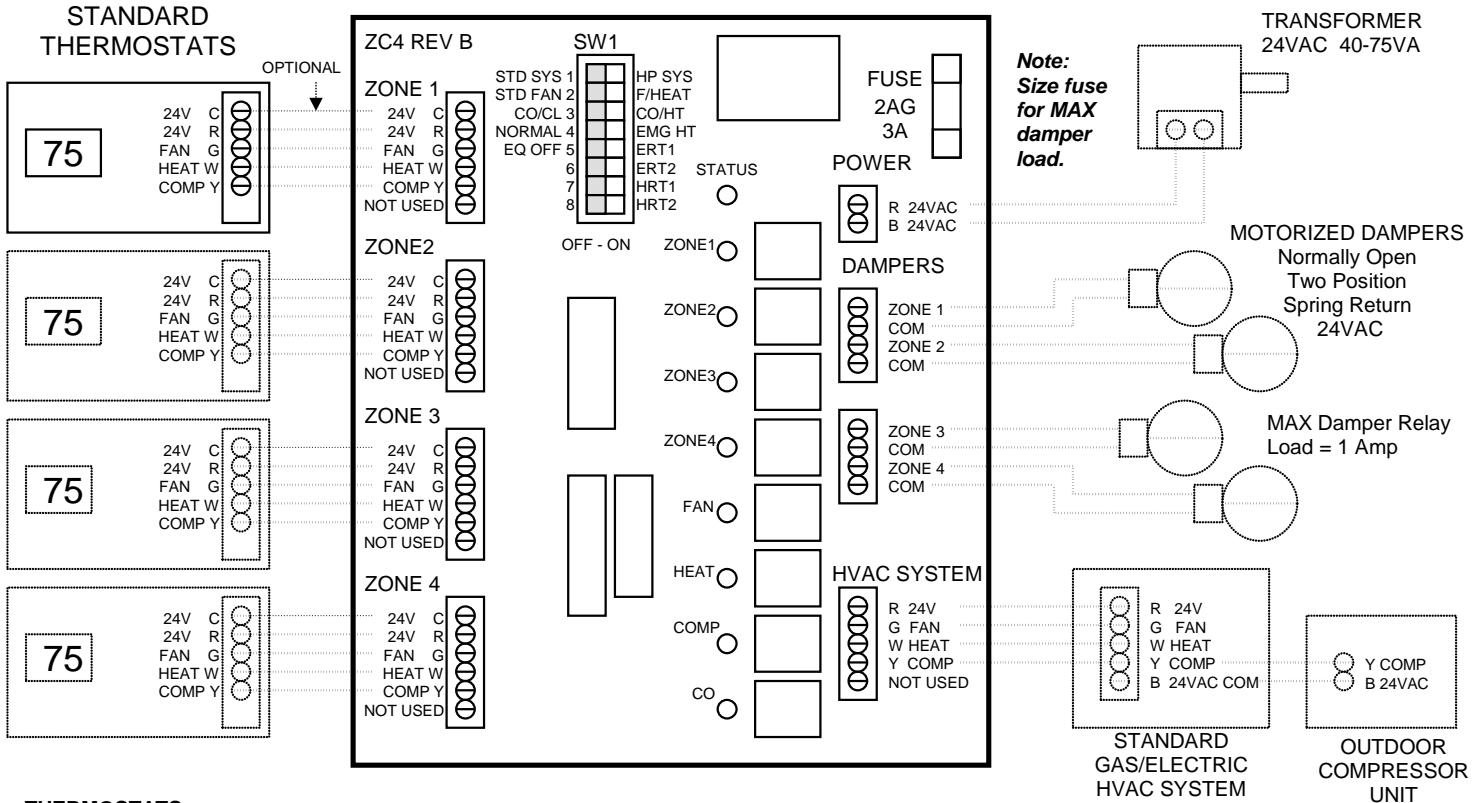 STANDARD
THERMOSTATS
OPTIONAL
24V C
24V R
FAN G
HEAT W
COMP Y
75
24V C
24V R
FAN G
HEAT W
COMP Y
75
24V C
24V R
FAN G
HEAT W
COMP Y
75
24V C
24V R
FAN G
HEAT W
COMP Y
75
ZC4 REV B
ZONE 1
24V C
24V R
FAN G
HEAT W
COMP Y
NOT USED
ZONE2
24V C
24V R
FAN G
HEAT W
COMP Y
NOT USED
ZONE 3
24V C
24V R
FAN G
HEAT W
COMP Y
NOT USED
ZONE 4
24V C
24V R
FAN G
HEAT W
COMP Y
NOT USED
SW1
STD SYS 1 HP SYS
STD FAN 2 F/HEAT
CO/CL 3 CO/HT
NORMAL 4 EMG HT
EQ OFF 5 ERT1
6 ERT2
7 HRT1
8 HRT2
OFF - ON
STATUS
ZONE1
ZONE2
ZONE3
ZONE4
FAN
HEAT
COMP
CO
FUSE
2AG
3A
POWER
R 24VAC
B 24VAC
DAMPERS
ZONE 1
COM
ZONE 2
COM
ZONE 3
COM
ZONE 4
COM
HVAC SYSTEM
R 24V
G FAN
W HEAT
Y COMP
NOT USED
Note:
Size fuse
for MAX
damper
load.
TRANSFORMER
24VAC 40-75VA
MOTORIZED DAMPERS
Normally Open
Two Position
Spring Return
24VAC
MAX Damper Relay
Load = 1 Amp
R 24V
G FAN
W HEAT
Y COMP
B 24VAC COM
STANDARD
GAS/ELECTRIC
HVAC SYSTEM
Y COMP
B 24VAC
OUTDOOR
COMPRESSOR
UNIT
THERMOSTATS